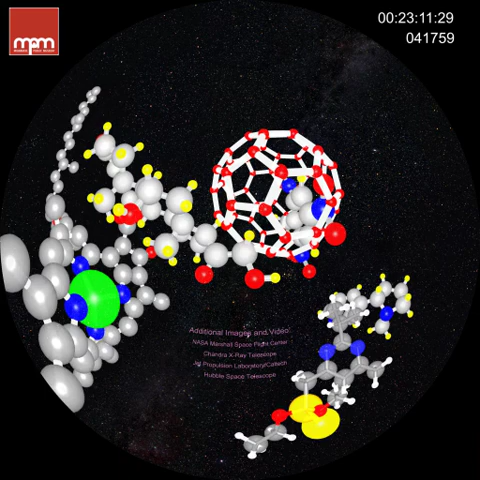 mpm
00:23:11:29
041759
Additional Images and Video
NASA Marshall Space Flight Center
Chandra X-Ray Telescope
Jet Propulsion Laboratory/Caltech
Hubble Space Telescope